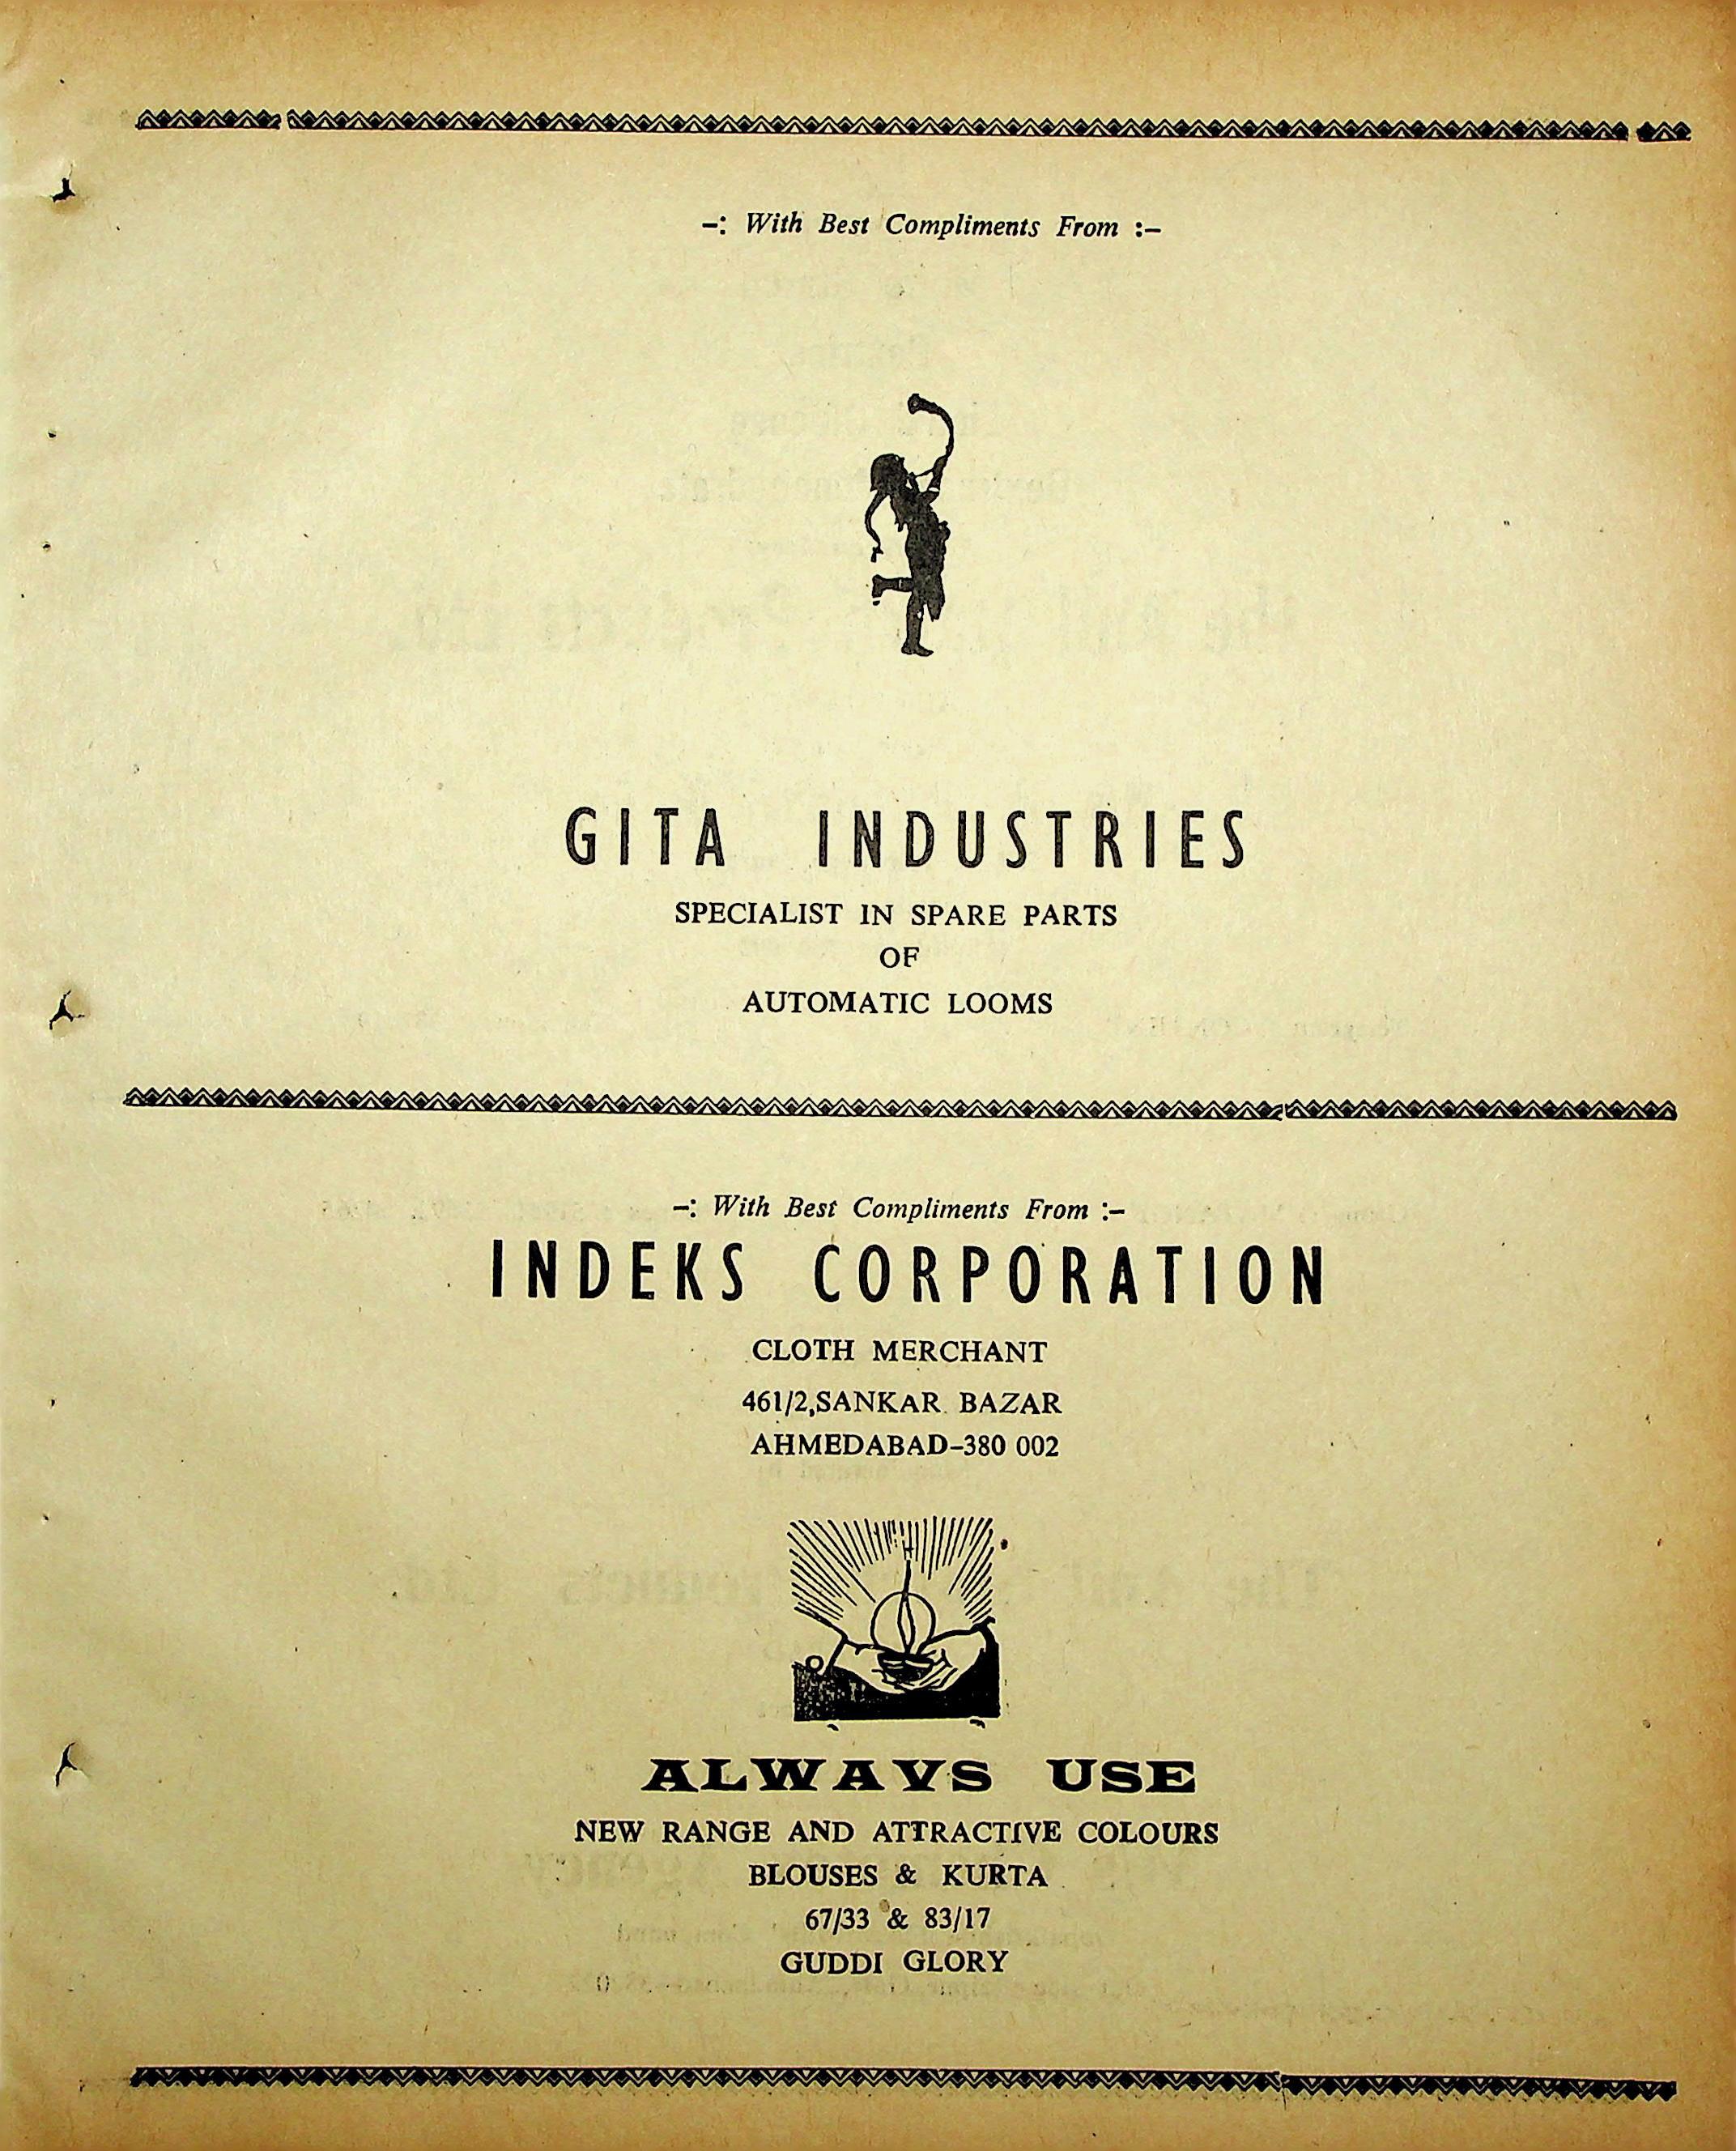 -: With Best Compliments From :-
GITA INDUSTRIES
SPECIALIST IN SPARE PARTS
OF
AUTOMATIC LOOMS
-: With Best Compliments From :-
INDEKS CORPORATION
CLOTH MERCHANT
461/2,SANKAR BAZAR
AHMEDABAD-380 002
ALWAVS USE
NEW RANGE AND ATTRACTIVE COLOURS
BLOUSES & KURTA
67/33 & 83/17
GUDDI GLORY